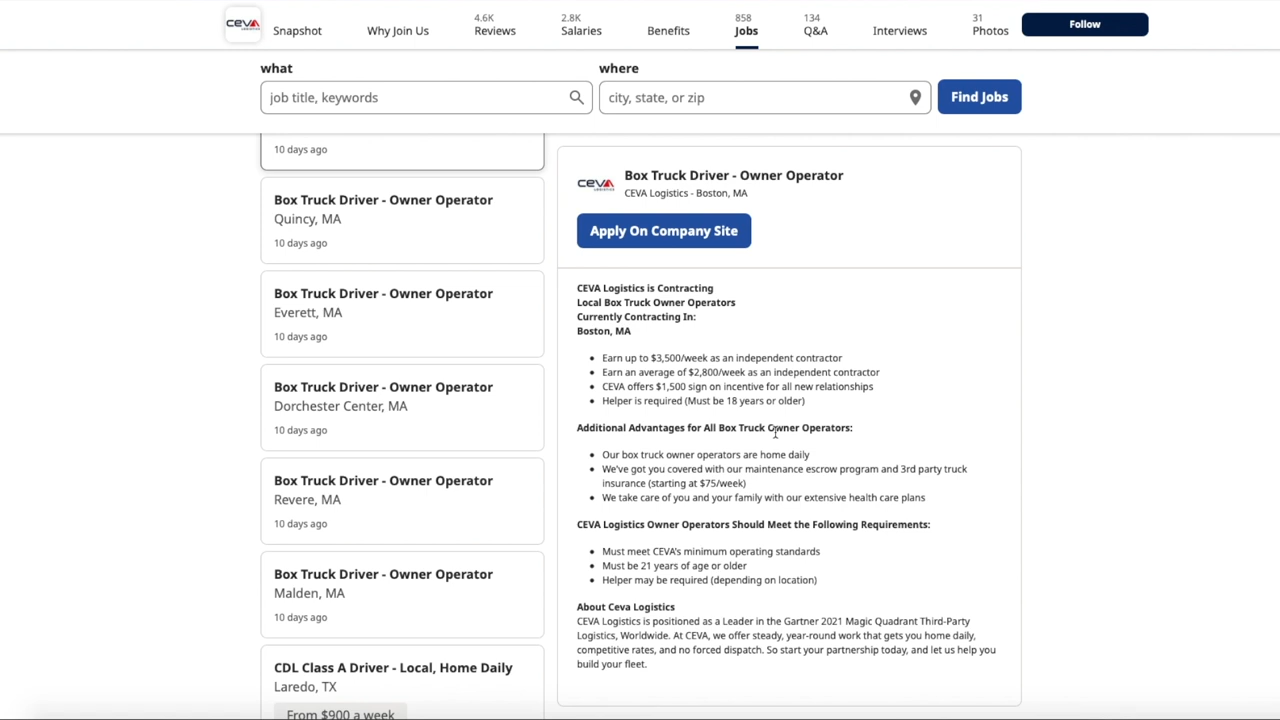 CEVA
LOGISTICS
Snapshot
Why Join Us
4.6K
Reviews
2.8K
Salaries
Benefits
858
Jobs
134
Q&A
Interviews
31
Photos
Follow
what
where
job title, keywords
city, state, or zip
Find Jobs
10 days ago
Box Truck Driver - Owner Operator
Quincy, MA
10 days ago
Box Truck Driver - Owner Operator
Everett, MA
10 days ago
Box Truck Driver - Owner Operator
Dorchester Center, MA
10 days ago
Box Truck Driver - Owner Operator
Revere, MA
10 days ago
Box Truck Driver - Owner Operator
Malden, MA
10 days ago
CDL Class A Driver - Local, Home Daily
Laredo, TX
From $900 a week
CEVA
LOGISTICS
Box Truck Driver - Owner Operator
CEVA Logistics - Boston, MA
Apply On Company Site
CEVA Logistics is Contracting
Local Box Truck Owner Operators
Currently Contracting In:
Boston, MA
• Earn up to $3,500/week as an independent contractor
• Earn an average of $2,800/week as an independent contractor
• CEVA offers $1,500 sign on incentive for all new relationships
• Helper is required (Must be 18 years or older)
Additional Advantages for All Box Truck Owner Operators:
• Our box truck owner operators are home daily
• We've got you covered with our maintenance escrow program and 3rd party truck
insurance (starting at $75/week)
• We take care of you and your family with our extensive health care plans
CEVA Logistics Owner Operators Should Meet the Following Requirements:
• Must meet CEVA's minimum operating standards
• Must be 21 years of age or older
• Helper may be required (depending on location)
About Ceva Logistics
CEVA Logistics is positioned as a Leader in the Gartner 2021 Magic Quadrant Third-Party
Logistics, Worldwide. At CEVA, we offer steady, year-round work that gets you home daily,
competitive rates, and no forced dispatch. So start your partnership today, and let us help you
build your fleet.